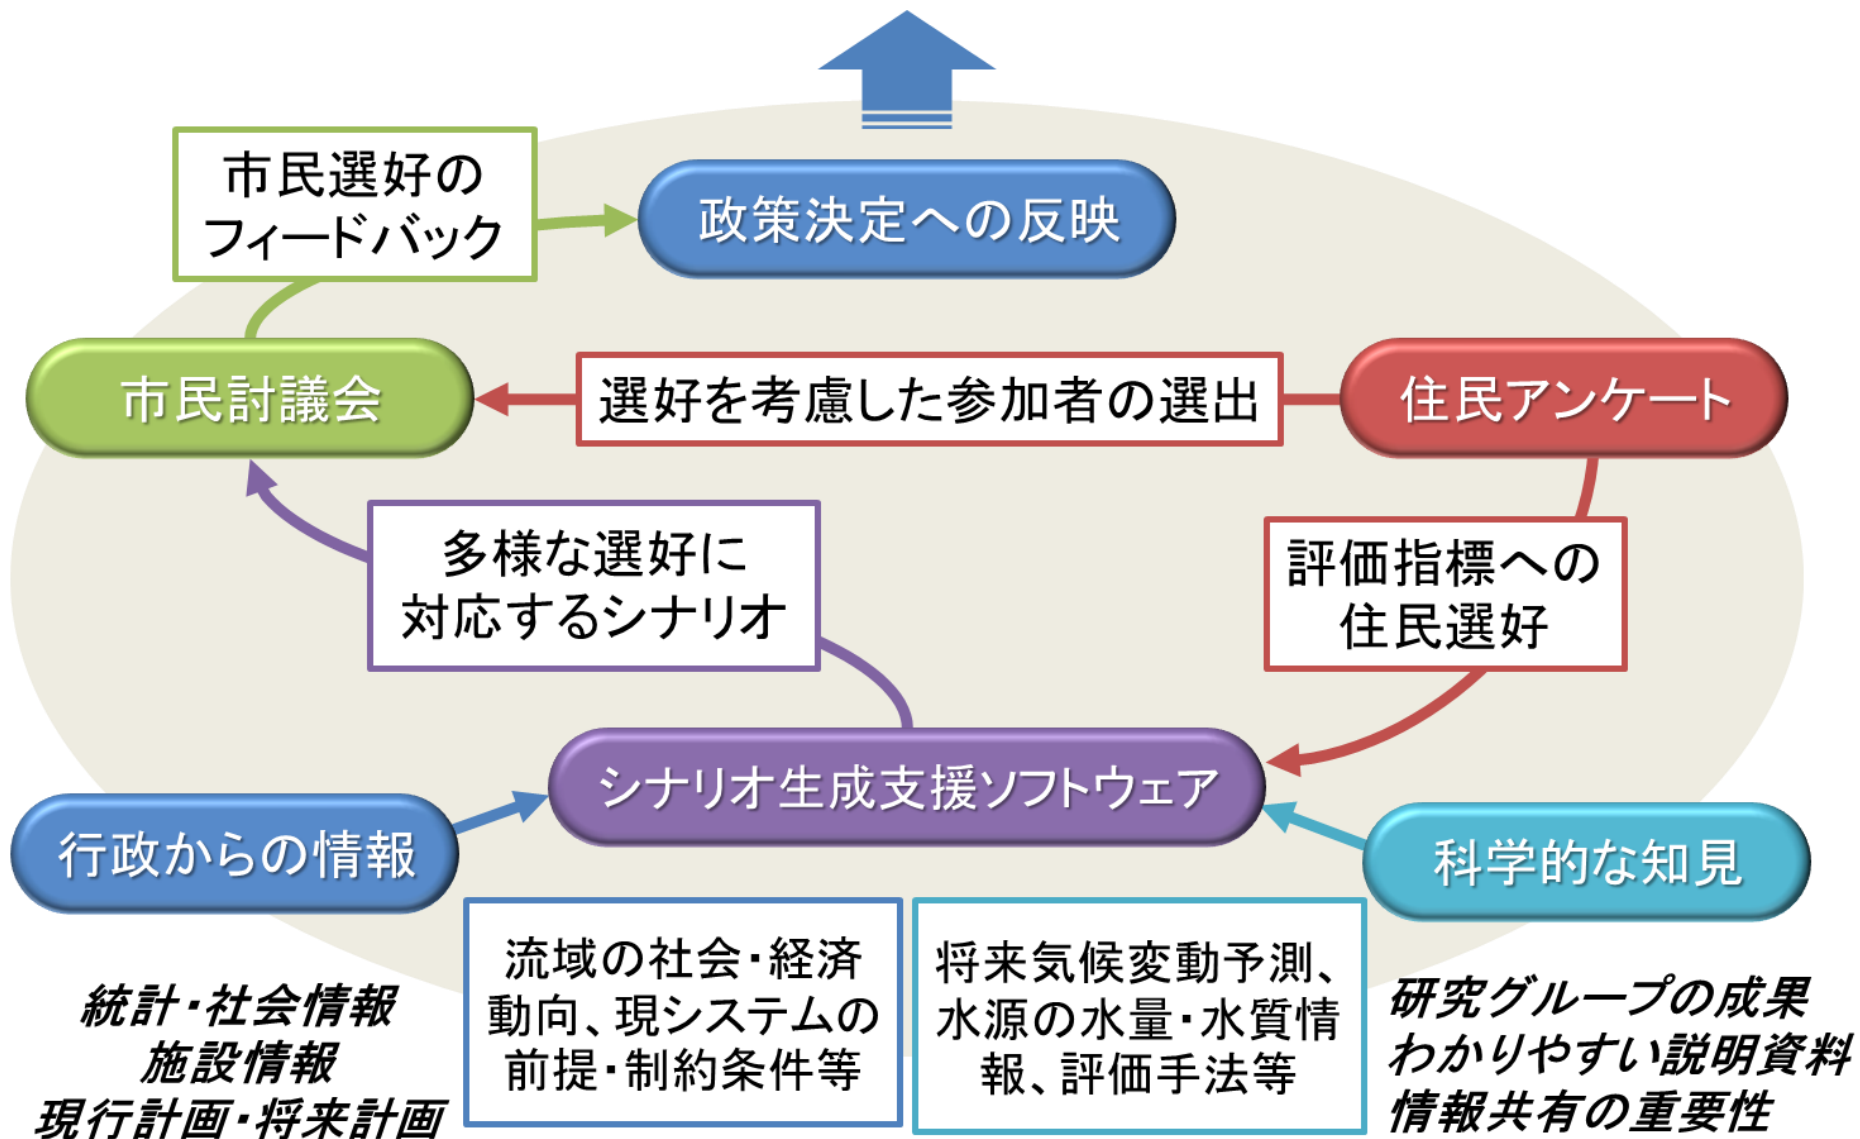 市民選好の
フィードバック
政策決定への反映
市民討議会
選好を考慮した参加者の選出
住民アンケート
多様な選好に
対応するシナリオ
評価指標への
住民選好
シナリオ生成支援ソフトウェア
行政からの情報
科学的な知見
流域の社会・経済
動向、現システムの
前提・制約条件等
将来気候変動予測、
水源の水量・水質情
報、評価手法等
統計・社会情報
施設情報
現行計画・将来計画
研究グループの成果
わかりやすい説明資料
情報共有の重要性